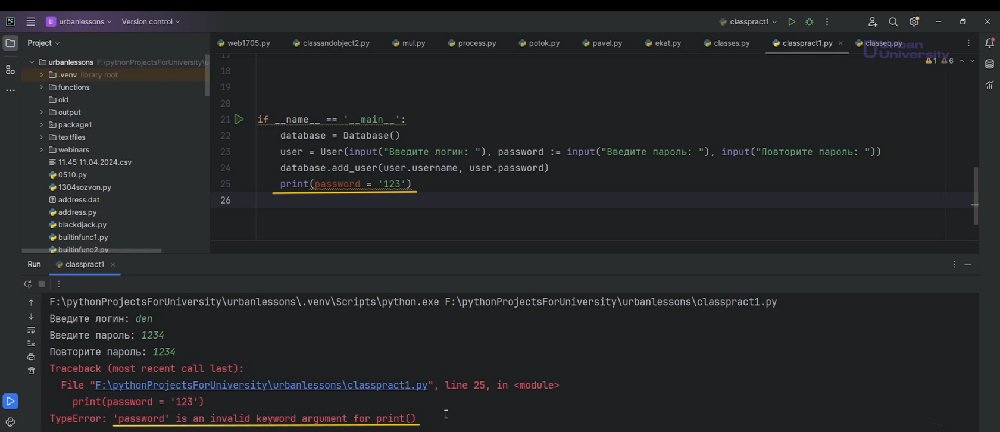 PC
U urbanlessons Version control classpract1
Project
web1705.py classandobject2.py mul.py process.py potok.py pavel.py ekat.py classes.py classpract1.py classeq.py
Urban University
1 6
urbanlessons F:\pythonProjectsForUniversity\u
.venv library root
functions
old
output
package1
textfiles
webinars
11.45 11.04.2024.csv
0510.py
1304sozvon.py
address.dat
address.py
blackdjack.py
builtinfunc1.py
builtinfunc2.py
17
18
19
20
21 if __name__ == '__main__':
22 database = Database()
23 user = User(input("Введите логин: "), password := input("Введите пароль: "), input("Повторите пароль: "))
24 database.add_user(user.username, user.password)
25 print(password = '123')
26
Run classpract1
F:\pythonProjectsForUniversity\urbanlessons\.venv\Scripts\python.exe F:\pythonProjectsForUniversity\urbanlessons\classpract1.py
Введите логин: den
Введите пароль: 1234
Повторите пароль: 1234
Traceback (most recent call last):
File "F:\pythonProjectsForUniversity\urbanlessons\classpract1.py", line 25, in <module>
print(password = '123')
TypeError: 'password' is an invalid keyword argument for print()